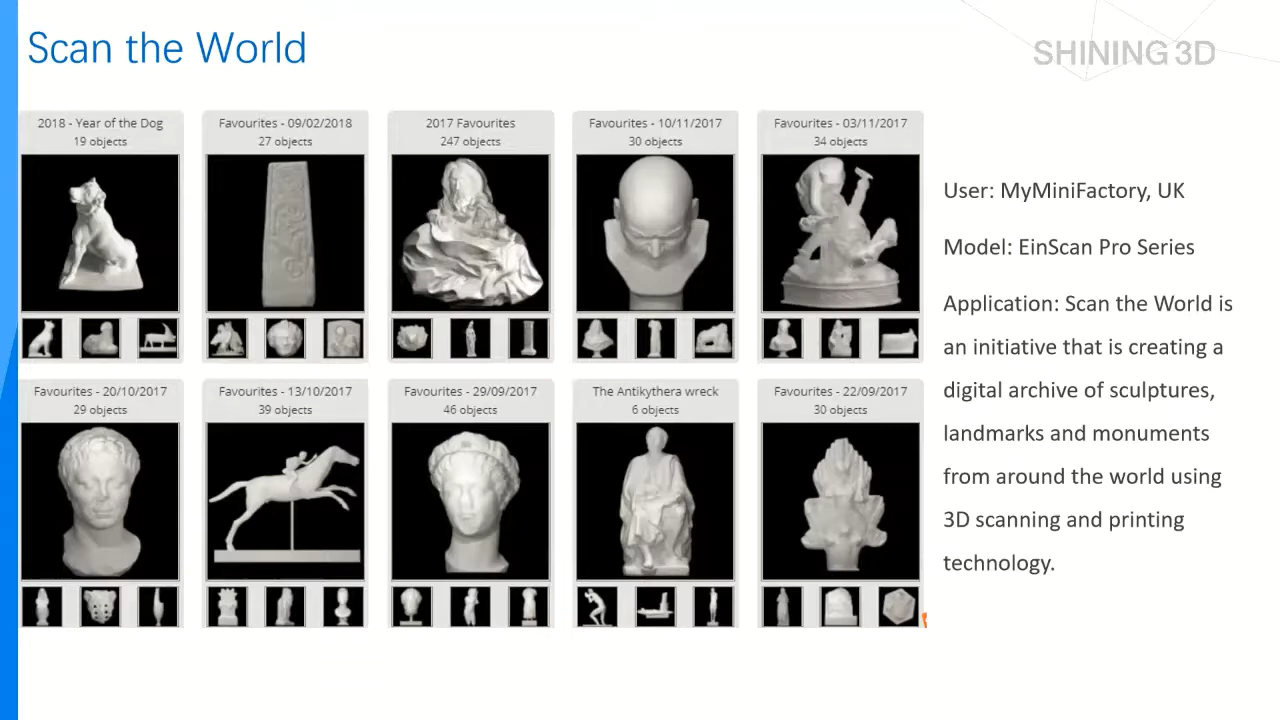 Scan the World
SHINING 3D
2018 - Year of the Dog
19 objects
Favourites - 09/02/2018
27 objects
2017 Favourites
247 objects
Favourites - 10/11/2017
30 objects
Favourites - 03/11/2017
34 objects
Favourites - 20/10/2017
29 objects
Favourites - 13/10/2017
39 objects
Favourites - 29/09/2017
46 objects
The Antikythera wreck
6 objects
Favourites - 22/09/2017
30 objects
User: MyMiniFactory, UK
Model: EinScan Pro Series
Application: Scan the World is
an initiative that is creating a
digital archive of sculptures,
landmarks and monuments
from around the world using
3D scanning and printing
technology.